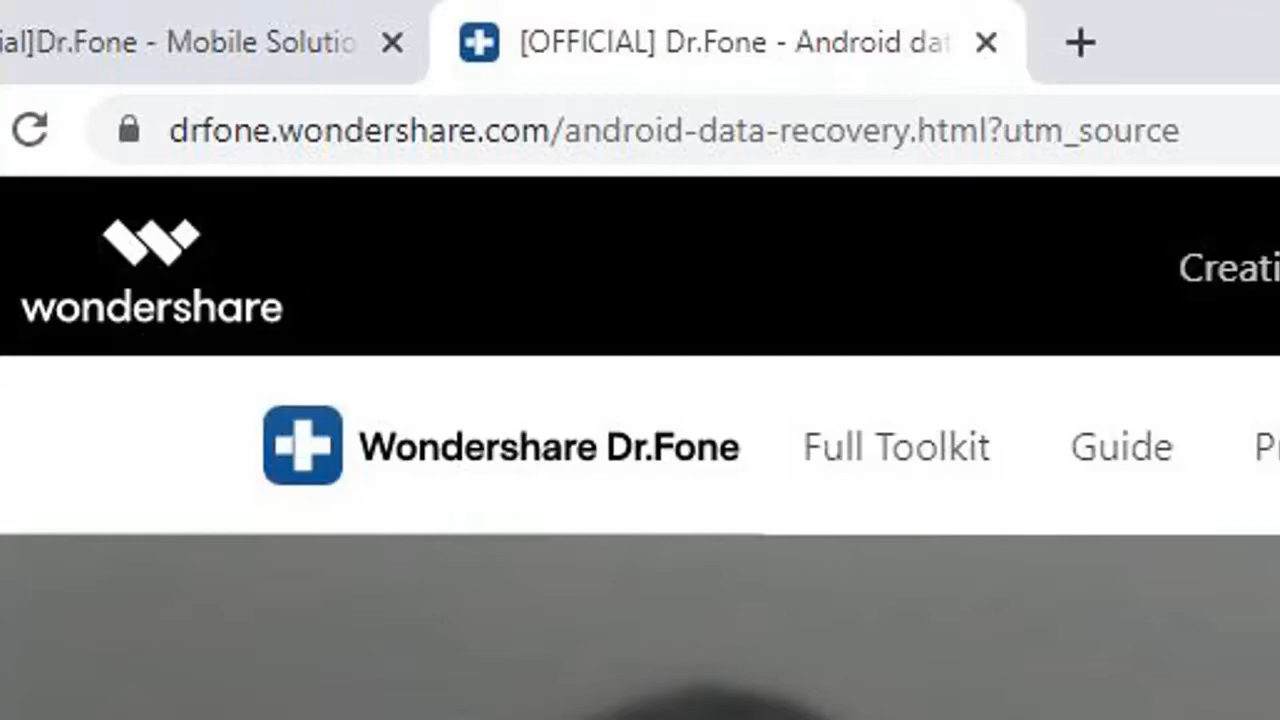 ial]Dr.Fone - Mobile Solutio
[OFFICIAL] Dr.Fone - Android dat
drfone.wondershare.com/android-data-recovery.html?utm_source
wondershare
Creati
Wondershare Dr.Fone
Full Toolkit
Guide
Pr